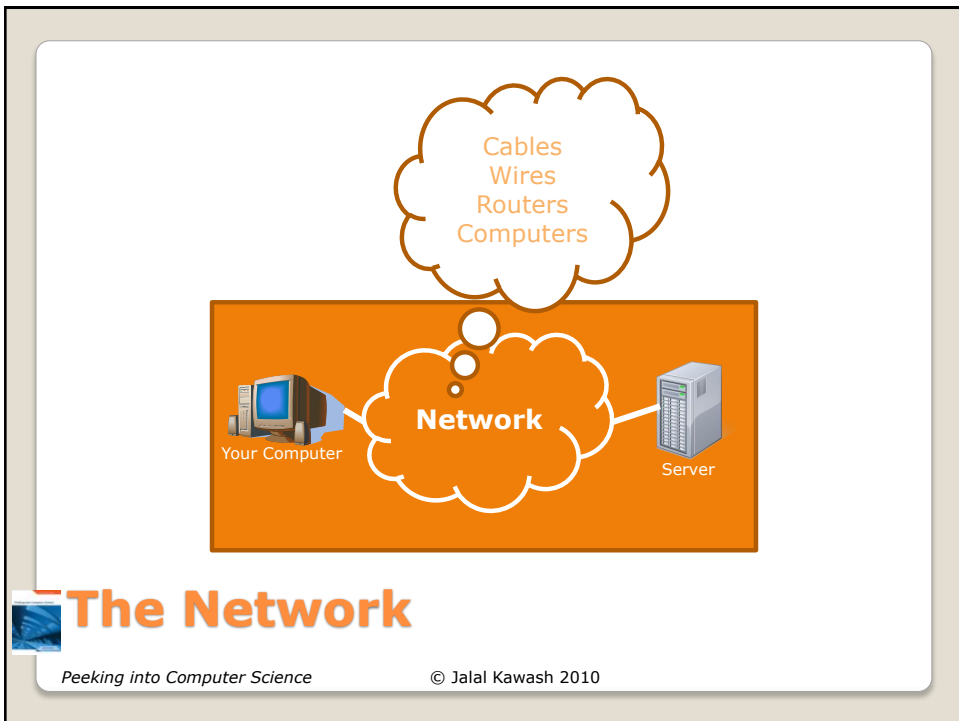 Cables
Wires
Routers
Computers
Network
Your Computer
Server
The Network
Peeking into Computer Science © Jalal Kawash 2010